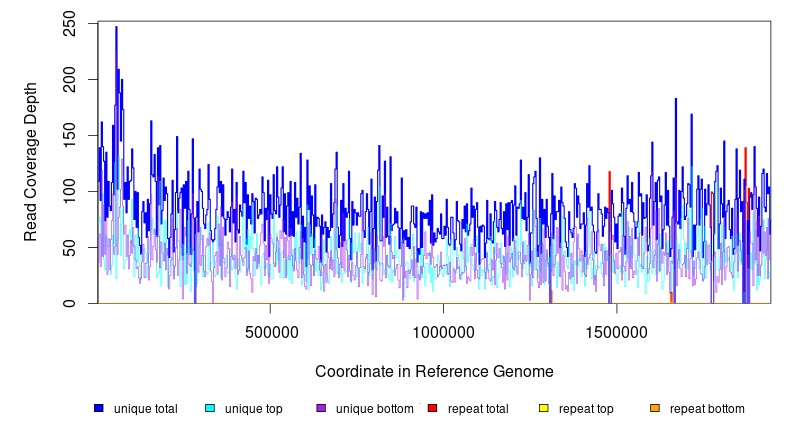 250
200
150
100
50
0
Read Coverage Depth
500000 1000000 1500000
Coordinate in Reference Genome
unique total unique top unique bottom repeat total repeat top repeat bottom